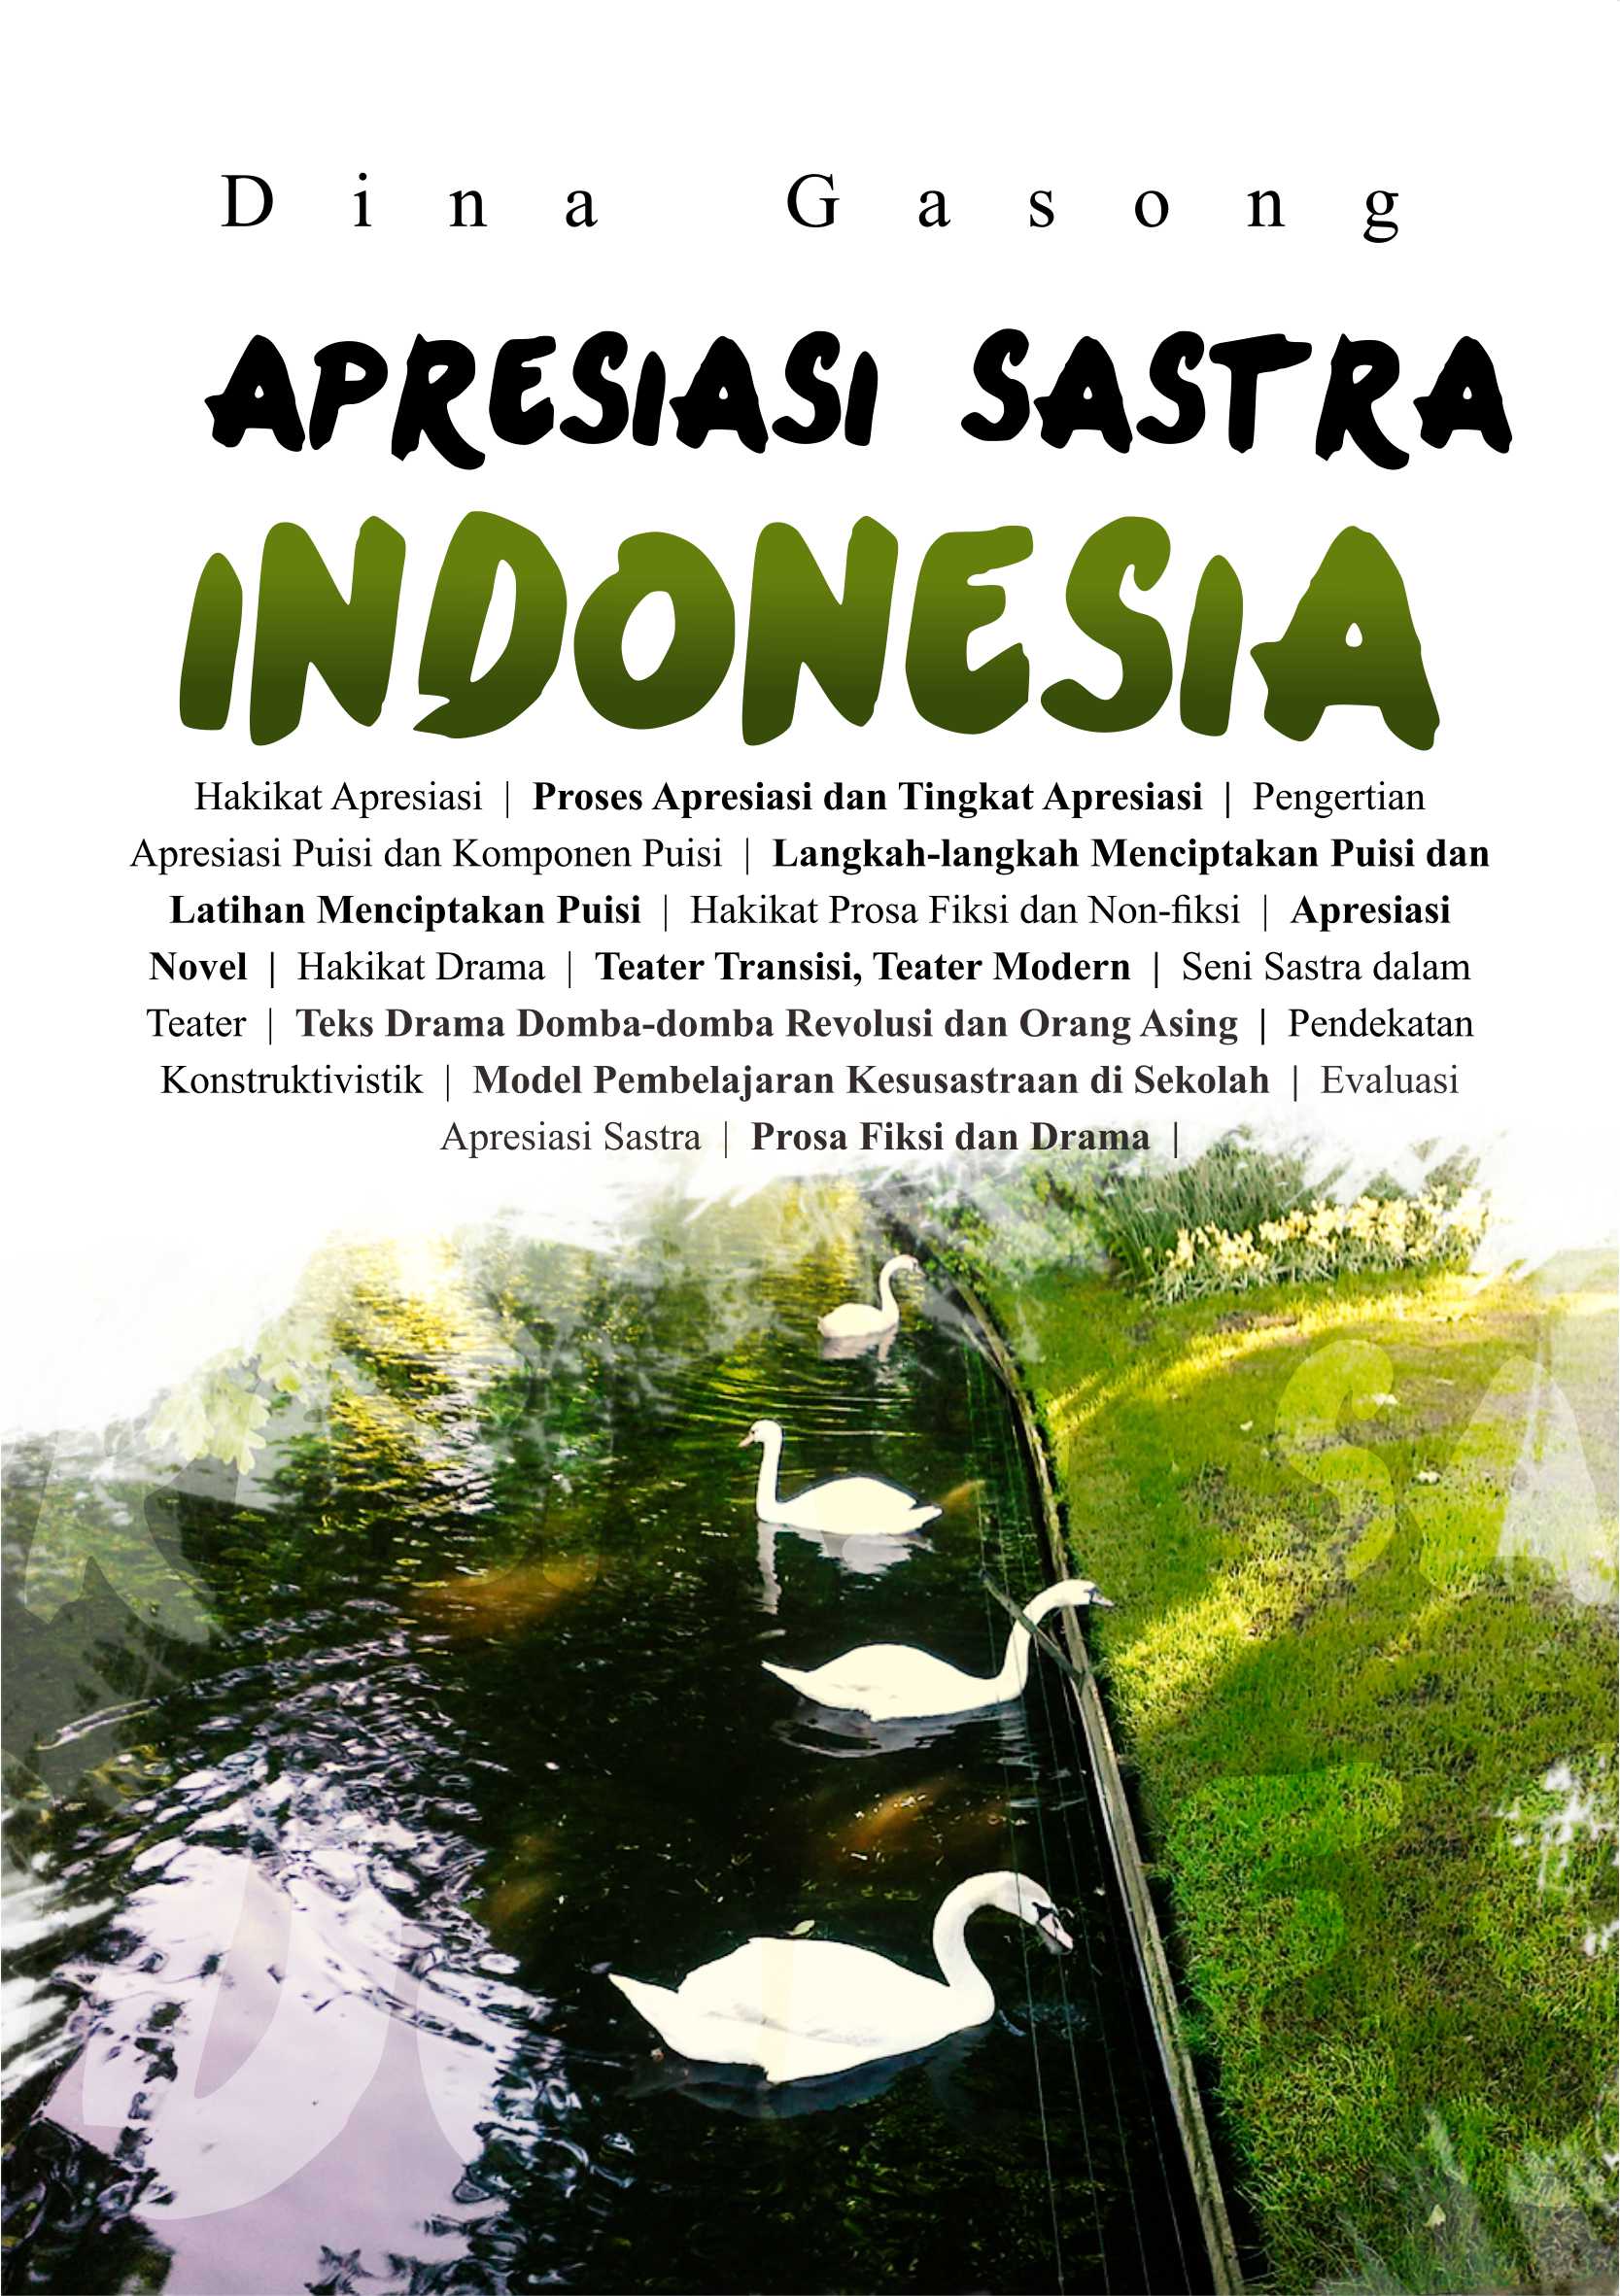 Dina Gasong
APRESIASI SASTRA
INDONESIA
Hakikat Apresiasi | Proses Apresiasi dan Tingkat Apresiasi | Pengertian
Apresiasi Puisi dan Komponen Puisi | Langkah-langkah Menciptakan Puisi dan
Latihan Menciptakan Puisi | Hakikat Prosa Fiksi dan Non-fiksi | Apresiasi
Novel | Hakikat Drama | Teater Transisi, Teater Modern | Seni Sastra dalam
Teater | Teks Drama Domba-domba Revolusi dan Orang Asing | Pendekatan
Konstruktivistik | Model Pembelajaran Kesusastraan di Sekolah | Evaluasi
Apresiasi Sastra | Prosa Fiksi dan Drama |